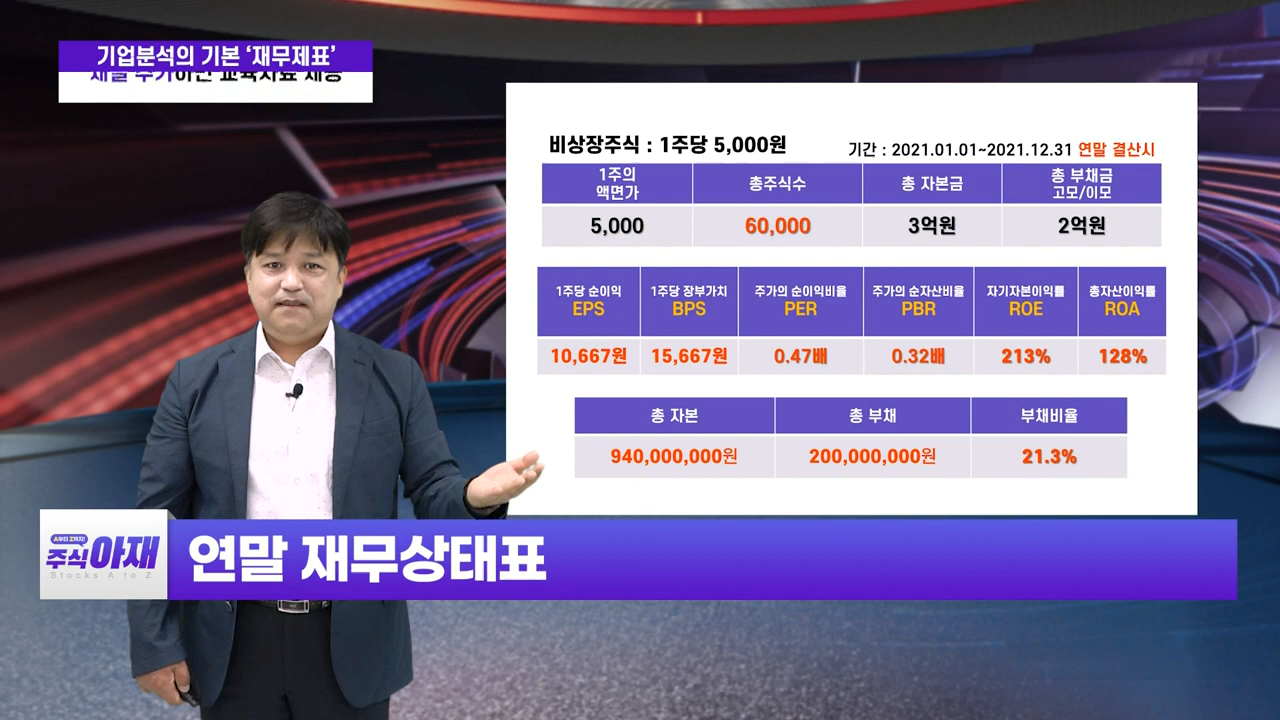 기업분석의 기본 ‘재무제표’
비상장주식 : 1주당 5,000원
기간 : 2021.01.01~2021.12.31 연말 결산시
1주의 액면가 총주식수 총 자본금 총 부채금 고모/이모
5,000 60,000 3억원 2억원
1주당 순이익 1주당 장부가치 주가의 순이익비율 주가의 순자산비율 자기자본이익률 총자산이익률
EPS BPS PER PBR ROE ROA
10,667원 15,667원 0.47배 0.32배 213% 128%
총 자본 총 부채 부채비율
940,000,000원 200,000,000원 21.3%
A부터 Z까지!
주식아재
Stocks A to Z
연말 재무상태표